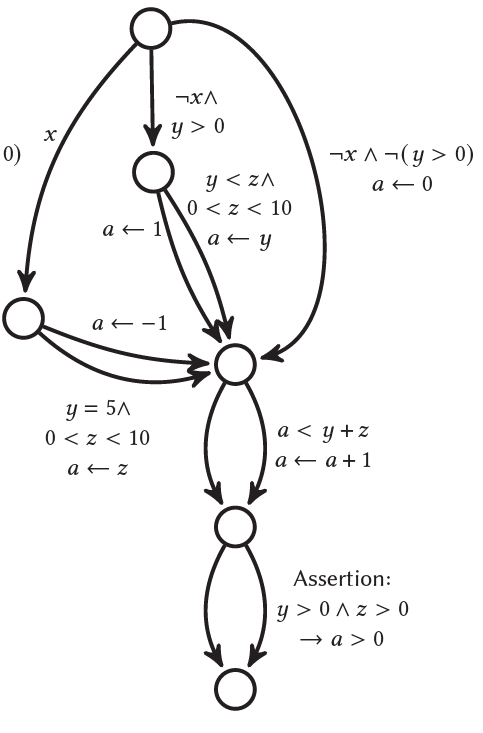 ¬x∧
y > 0
x
0)
¬x ∧ ¬(y > 0)
a ← 0
y < z∧
0 < z < 10
a ← y
a ← 1
a ← −1
y = 5∧
0 < z < 10
a ← z
a < y + z
a ← a + 1
Assertion:
y > 0 ∧ z > 0
→ a > 0